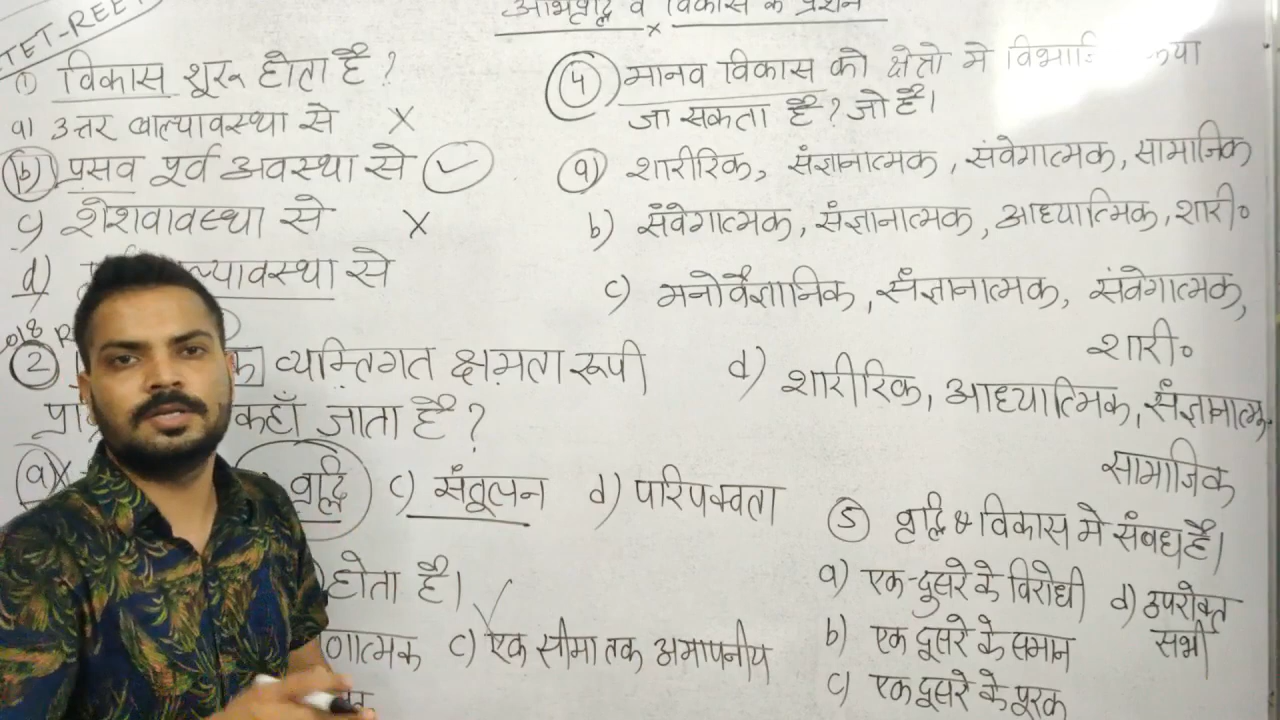 TET-REET
अभिवृद्धि व विकास के प्रश्न
① विकास शुरू होता है ?
a) उत्तर बाल्यावस्था से ×
b) प्रसव पूर्व अवस्था से ✓
c) शेशवावस्था से ×
d) ल्यावस्था से
② क व्यक्तिगत क्षमता रूपी
कहाँ जाता है ?
a) × वृद्धि c) संतूलन d) परिपक्वता
होता है।
णात्मक c) एक सीमा तक अमापनीय ✓
④ मानव विकास को क्षेत्रो मे
जा सकता है ? जो है।
a) शारीरिक, संज्ञानात्मक, संवेगात्मक, सामाजिक
b) संवेगात्मक, संज्ञानात्मक, आध्यात्मिक, शारी॰
c) मनोवैज्ञानिक, संज्ञानात्मक, संवेगात्मक,
शारी॰
d) शारीरिक, आध्यात्मिक, संज्ञानात्मक
सामाजिक
⑤ वृद्धि & विकास मे संबध है।
a) एक-दुसरे के विरोधी d) उपरोक्त
सभी
b) एक दूसरे के समान
c) एक दूसरे के पूरक